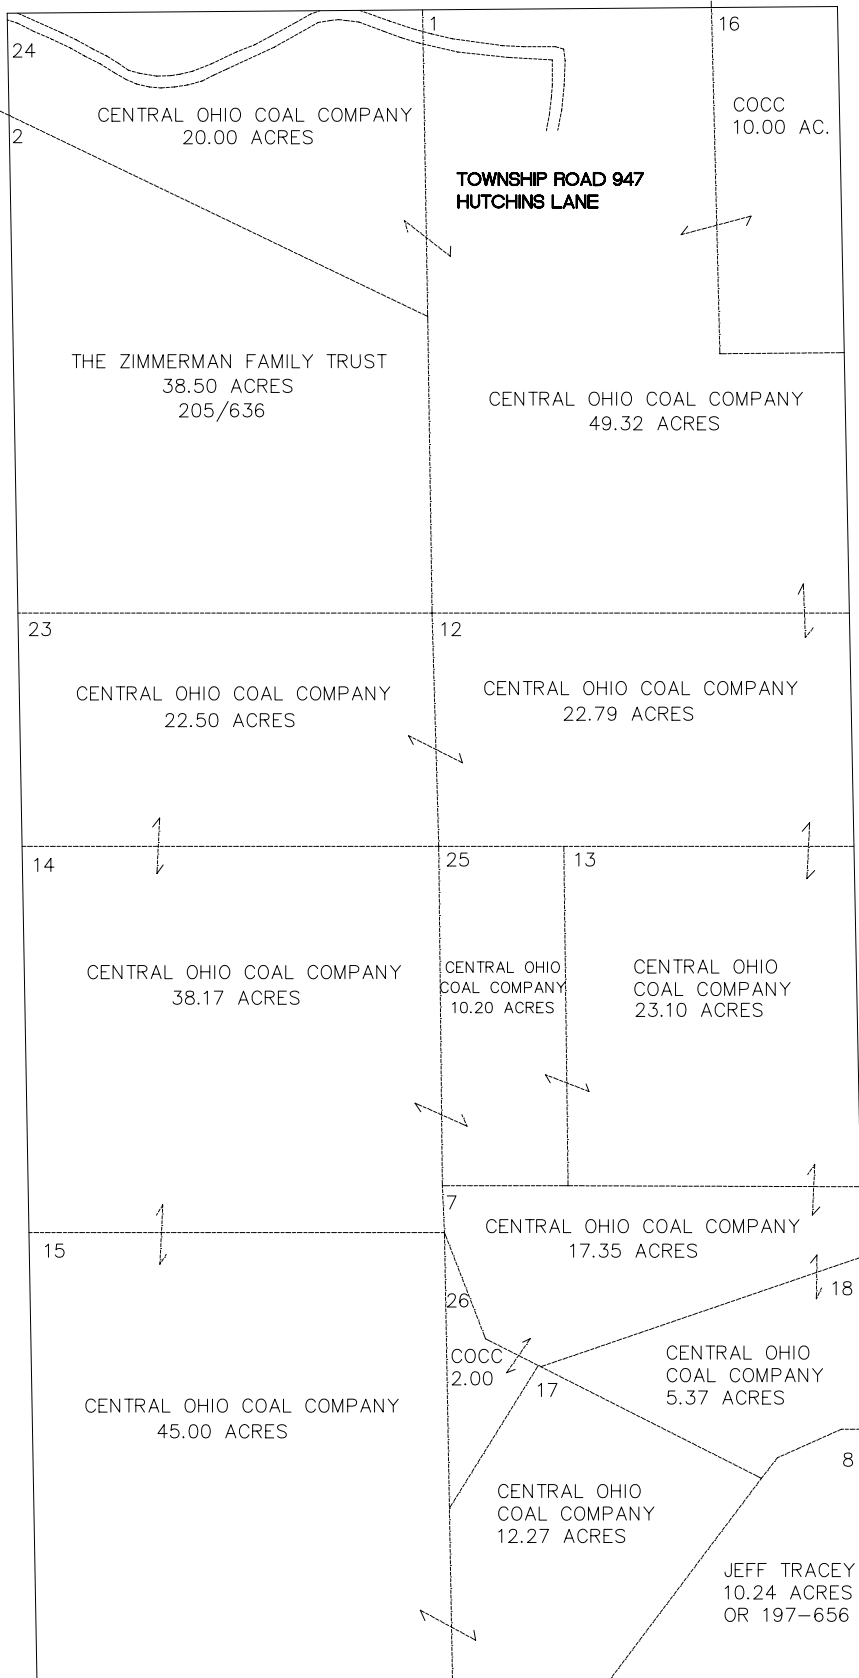 1
16
24
COCC
10.00 AC.
CENTRAL OHIO COAL COMPANY
20.00 ACRES
2
TOWNSHIP ROAD 947
HUTCHINS LANE
THE ZIMMERMAN FAMILY TRUST
38.50 ACRES
205/636
CENTRAL OHIO COAL COMPANY
49.32 ACRES
23
12
CENTRAL OHIO COAL COMPANY
22.50 ACRES
CENTRAL OHIO COAL COMPANY
22.79 ACRES
14
25
13
CENTRAL OHIO COAL COMPANY
38.17 ACRES
CENTRAL OHIO
COAL COMPANY
10.20 ACRES
CENTRAL OHIO
COAL COMPANY
23.10 ACRES
7
CENTRAL OHIO COAL COMPANY
17.35 ACRES
15
18
26
COCC
2.00
17
CENTRAL OHIO
COAL COMPANY
5.37 ACRES
CENTRAL OHIO COAL COMPANY
45.00 ACRES
8
CENTRAL OHIO
COAL COMPANY
12.27 ACRES
JEFF TRACEY
10.24 ACRES
OR 197-656